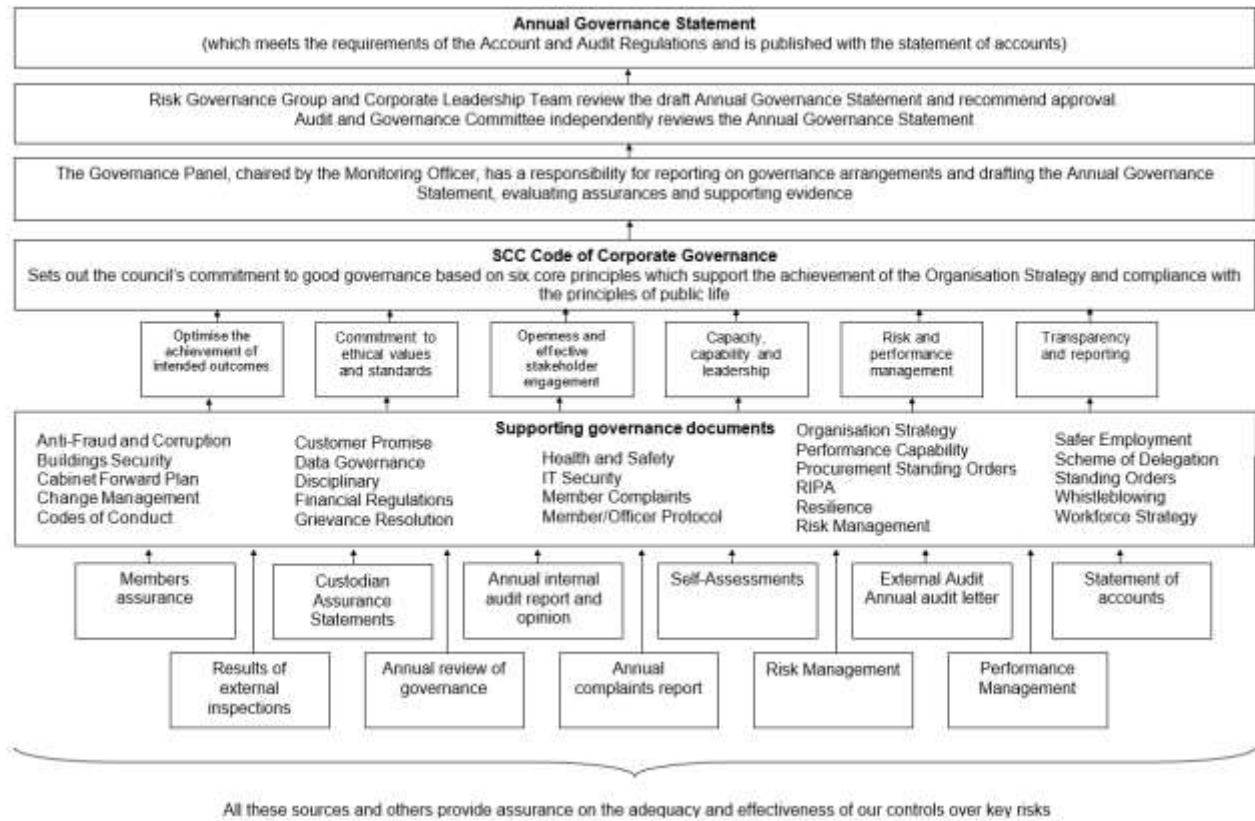 Annual Governance Statement
(which meets the requirements of the Account and Audit Regulations and is published with the statement of accounts)
Risk Governance Group and Corporate Leadership Team review the draft Annual Governance Statement and recommend approval.
Audit and Governance Committee independently reviews the Annual Governance Statement
The Governance Panel, chaired by the Monitoring Officer, has a responsibility for reporting on governance arrangements and drafting the Annual Governance
Statement, evaluating assurances and supporting evidence
SCC Code of Corporate Governance
Sets out the council's commitment to good governance based on six core principles which support the achievement of the Organisation Strategy and compliance with
the principles of public life
Optimise the
achievement of
intended outcomes
Commitment to
ethical values
and standards
Openness and
effective
stakeholder
engagement
Capacity,
capability and
leadership
Risk and
performance
management
Transparency
and reporting
Supporting governance documents
Anti-Fraud and Corruption
Buildings Security
Cabinet Forward Plan
Change Management
Codes of Conduct
Customer Promise
Data Governance
Disciplinary
Financial Regulations
Grievance Resolution
Health and Safety
IT Security
Member Complaints
Member/Officer Protocol
Organisation Strategy
Performance Capability
Procurement Standing Orders
RIPA
Resilience
Risk Management
Safer Employment
Scheme of Delegation
Standing Orders
Whistleblowing
Workforce Strategy
Members
assurance
Custodian
Assurance
Statements
Annual internal
audit report and
opinion
Self-Assessments
External Audit
Annual audit letter
Statement of
accounts
Results of
external
inspections
Annual review of
governance
Annual
complaints report
Risk Management
Performance
Management
All these sources and others provide assurance on the adequacy and effectiveness of our controls over key risks